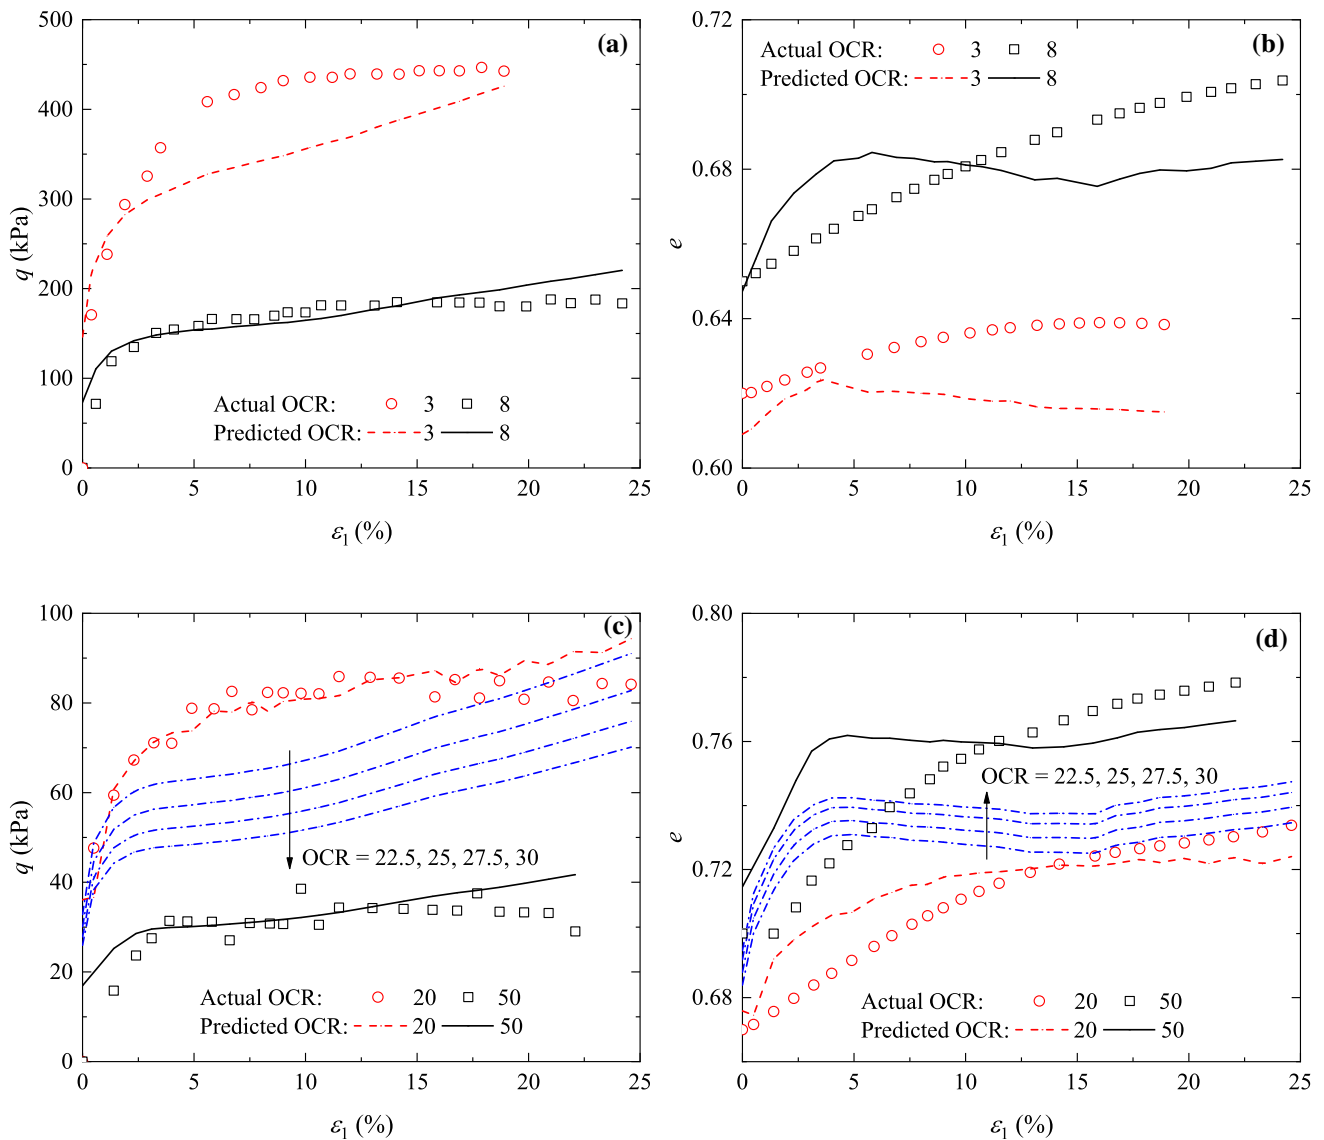 500
400
300
200
100
0
q (kPa)
(a)
Actual OCR: 3 8
Predicted OCR: 3 8
0 5 10 15 20 25
ε1 (%)
0.72
0.68
0.64
0.60
e
(b)
Actual OCR: 3 8
Predicted OCR: 3 8
0 5 10 15 20 25
ε1 (%)
100
80
60
40
20
0
q (kPa)
(c)
OCR = 22.5, 25, 27.5, 30
Actual OCR: 20 50
Predicted OCR: 20 50
0 5 10 15 20 25
ε1 (%)
0.80
0.76
0.72
0.68
e
(d)
OCR = 22.5, 25, 27.5, 30
Actual OCR: 20 50
Predicted OCR: 20 50
0 5 10 15 20 25
ε1 (%)